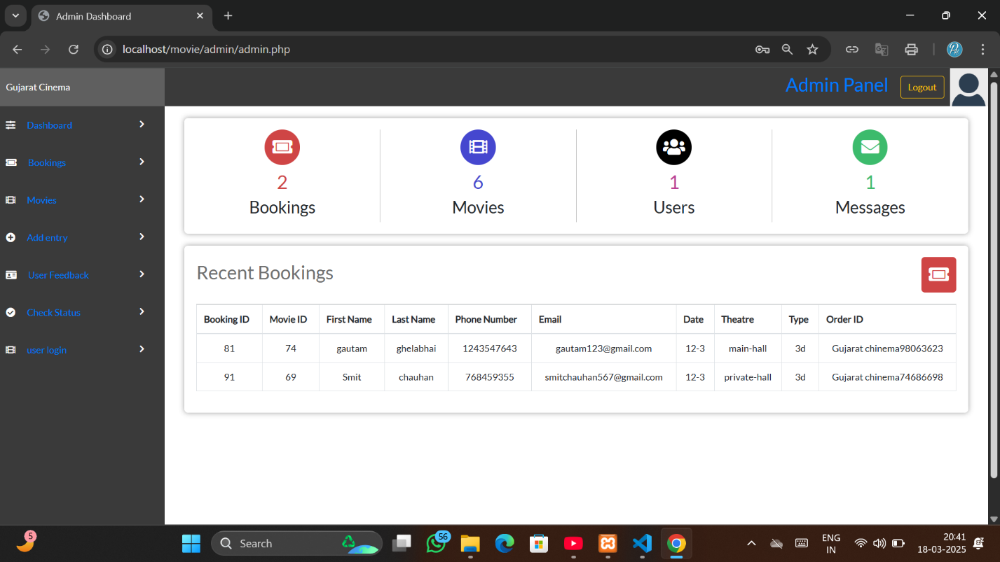 Admin Dashboard
localhost/movie/admin/admin.php
Gujarat Cinema
Admin Panel
Logout
Dashboard
Bookings
Movies
Add entry
User Feedback
Check Status
user login
2
Bookings
6
Movies
1
Users
1
Messages
Recent Bookings
Booking ID Movie ID First Name Last Name Phone Number Email Date Theatre Type Order ID
81 74 gautam ghelabhai 1243547643 gautam123@gmail.com 12-3 main-hall 3d Gujarat chinema98063623
91 69 Smit chauhan 768459355 smitchauhan567@gmail.com 12-3 private-hall 3d Gujarat chinema74686698
5
Search
56
ENG
IN
20:41
18-03-2025